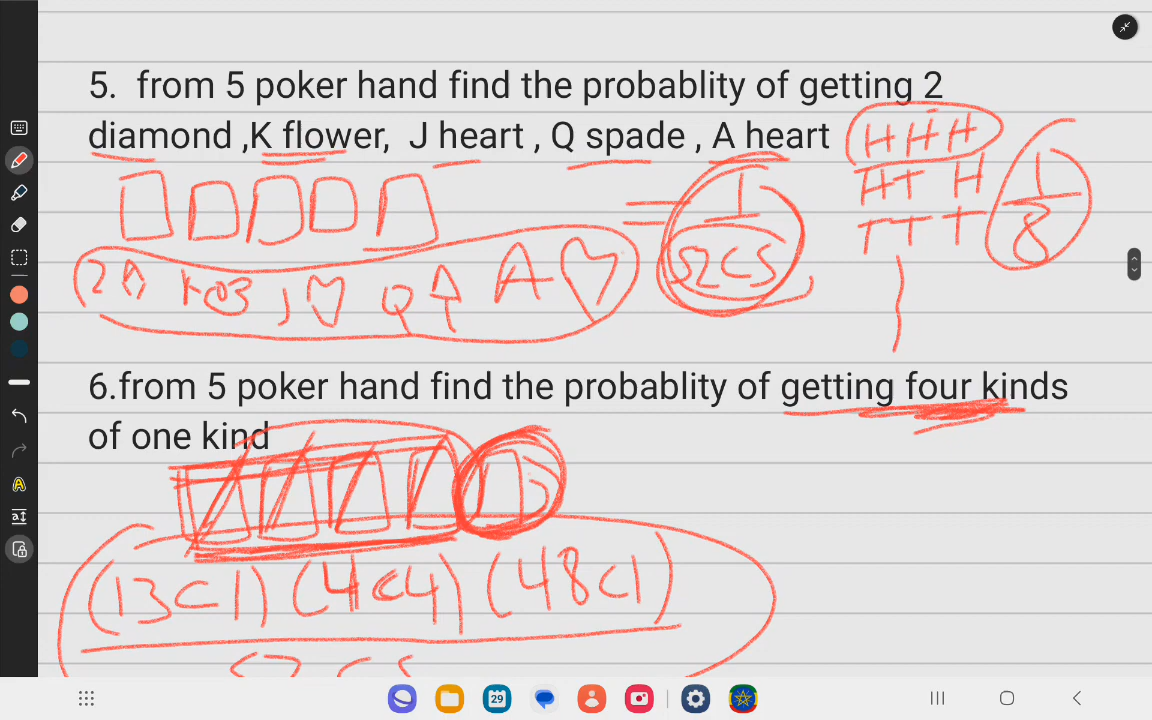 5. from 5 poker hand find the probablity of getting 2
diamond ,K flower, J heart , Q spade , A heart
H H H
HT H
T T T
1
8
=
1
52C5
2 K J Q A
6.from 5 poker hand find the probablity of getting four kinds
of one kind
(13C1) (4C4) (48C1)
52C5
29